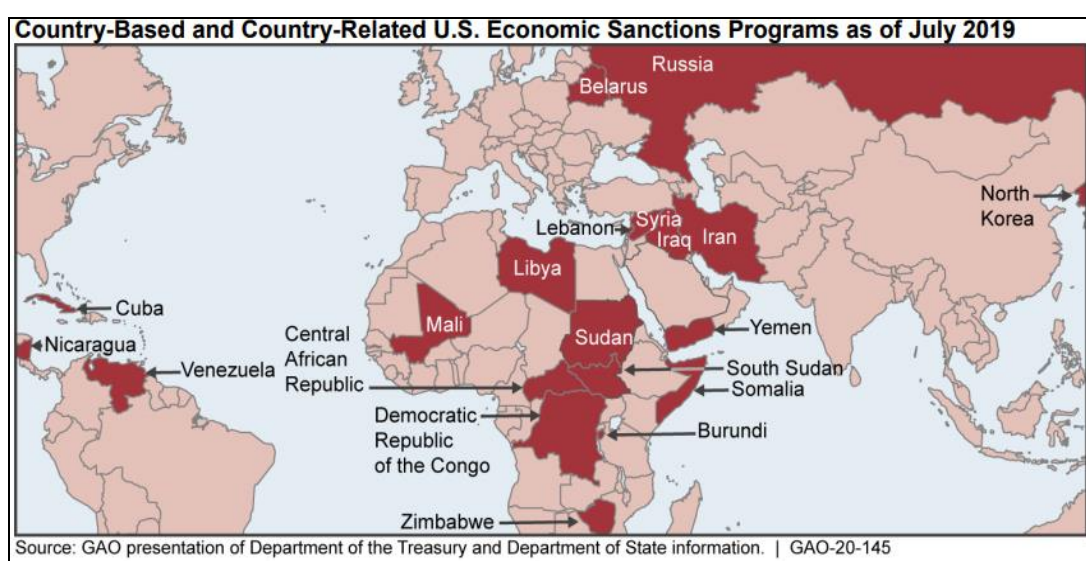 Country-Based and Country-Related U.S. Economic Sanctions Programs as of July 2019
Russia
Belarus
North
Korea
Lebanon
Syria
Iraq
Iran
Libya
Cuba
Mali
Sudan
Yemen
Nicaragua
Venezuela
Central
African
Republic
South Sudan
Somalia
Democratic
Republic
of the Congo
Burundi
Zimbabwe
Source: GAO presentation of Department of the Treasury and Department of State information. | GAO-20-145